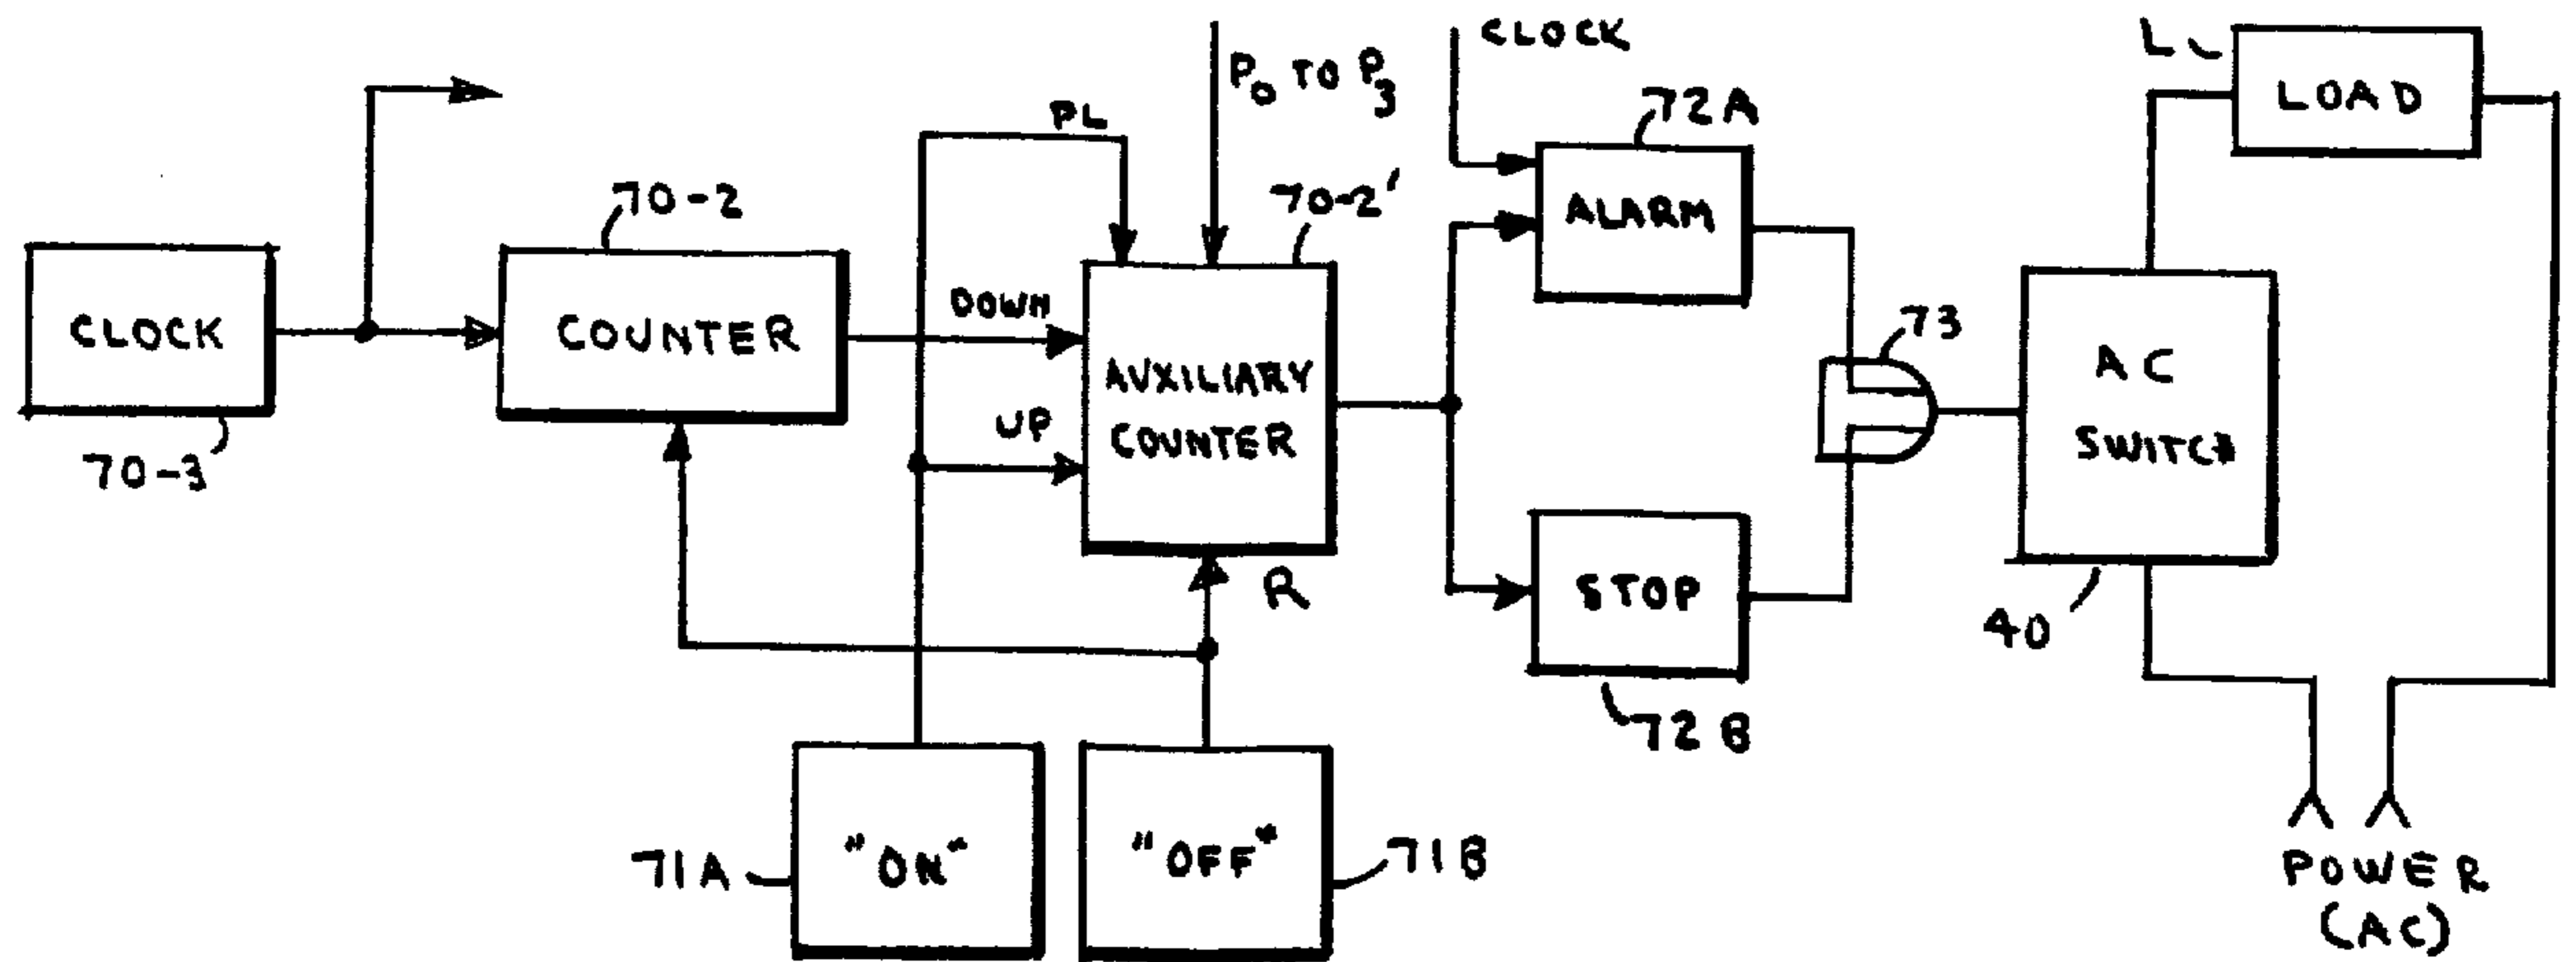 CLOCK
L
LOAD
P0 TO P3
PL
72A
70-2
70-2'
ALARM
CLOCK
COUNTER
DOWN
73
AUXILIARY
COUNTER
UP
AC
SWITCH
70-3
R
STOP
40
72B
"ON"
"OFF"
71A
71B
POWER
(AC)